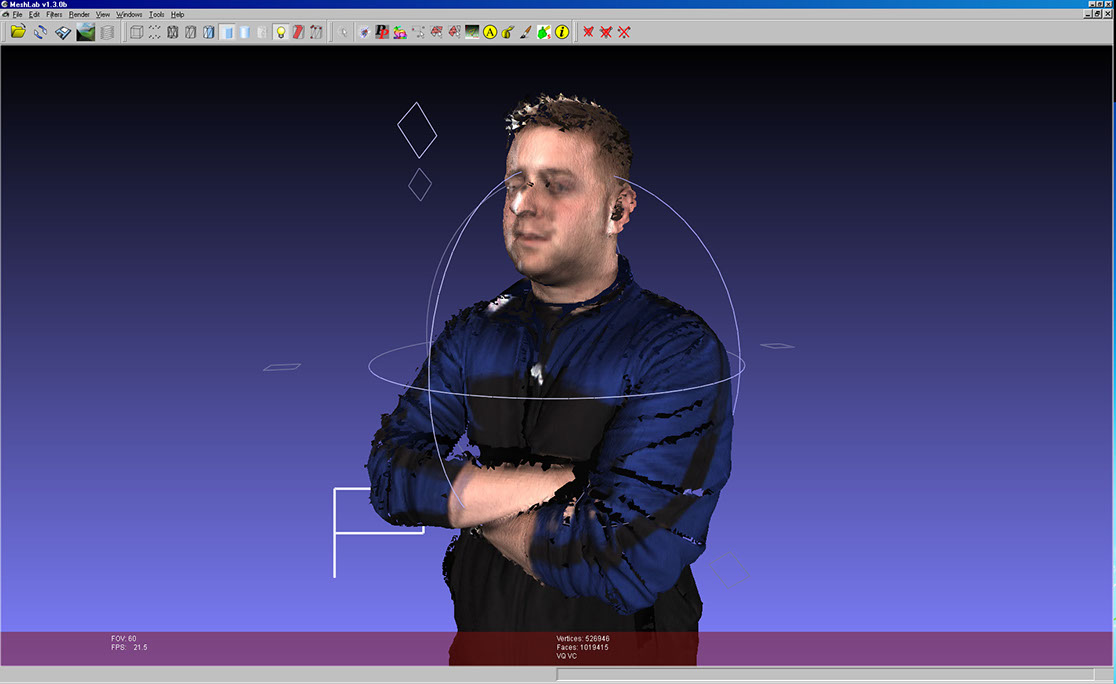 MeshLab v1.3.0b
File Edit Filters Render View Windows Tools Help
A
i
FOV: 60
FPS: 21.5
Vertices: 526946
Faces: 1019415
VQ VC